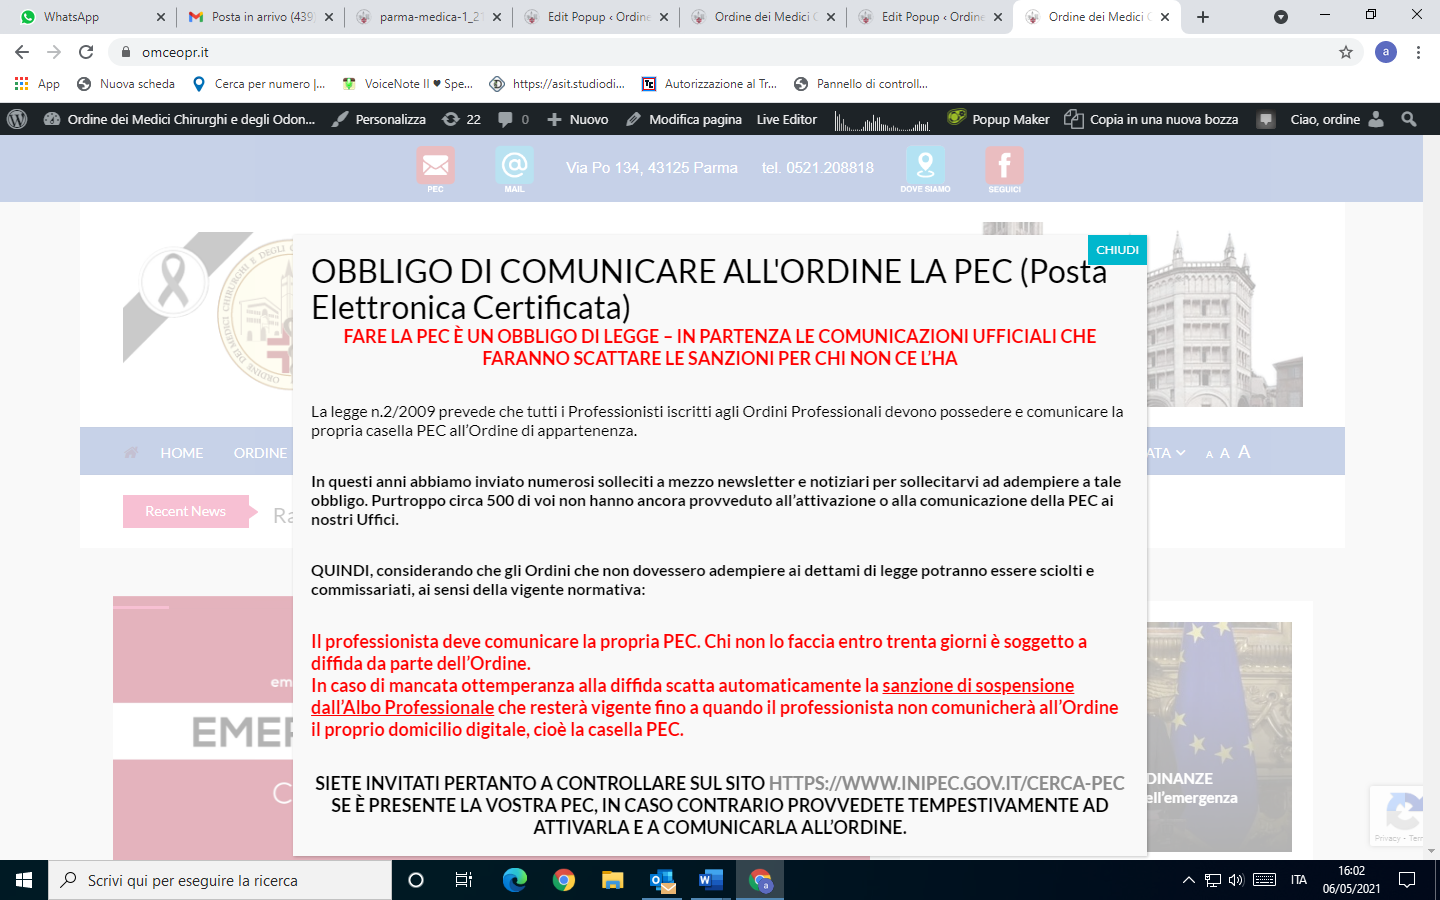 WhatsApp
Posta in arrivo (439)
parma-medica-1_21
Edit Popup ‹ Ordine
Ordine dei Medici C
Edit Popup ‹ Ordine
Ordine dei Medici C
omceopr.it
a
App
Nuova scheda
Cerca per numero |...
VoiceNote II ♥ Spe...
https://asit.studiodi...
Autorizzazione al Tr...
Pannello di controll...
Ordine dei Medici Chirurghi e degli Odon...
Personalizza
22
0
Nuovo
Modifica pagina
Live Editor
Popup Maker
Copia in una nuova bozza
Ciao, ordine
PEC
MAIL
Via Po 134, 43125 Parma
tel. 0521.208818
DOVE SIAMO
SEGUICI
CHIUDI
OBBLIGO DI COMUNICARE ALL'ORDINE LA PEC (Posta
Elettronica Certificata)
FARE LA PEC È UN OBBLIGO DI LEGGE – IN PARTENZA LE COMUNICAZIONI UFFICIALI CHE
FARANNO SCATTARE LE SANZIONI PER CHI NON CE L'HA
La legge n.2/2009 prevede che tutti i Professionisti iscritti agli Ordini Professionali devono possedere e comunicare la
propria casella PEC all'Ordine di appartenenza.
In questi anni abbiamo inviato numerosi solleciti a mezzo newsletter e notiziari per sollecitarvi ad adempiere a tale
obbligo. Purtroppo circa 500 di voi non hanno ancora provveduto all'attivazione o alla comunicazione della PEC ai
nostri Uffici.
QUINDI, considerando che gli Ordini che non dovessero adempiere ai dettami di legge potranno essere sciolti e
commissariati, ai sensi della vigente normativa:
Il professionista deve comunicare la propria PEC. Chi non lo faccia entro trenta giorni è soggetto a
diffida da parte dell'Ordine.
In caso di mancata ottemperanza alla diffida scatta automaticamente la sanzione di sospensione
dall'Albo Professionale che resterà vigente fino a quando il professionista non comunicherà all'Ordine
il proprio domicilio digitale, cioè la casella PEC.
SIETE INVITATI PERTANTO A CONTROLLARE SUL SITO HTTPS://WWW.INIPEC.GOV.IT/CERCA-PEC
SE È PRESENTE LA VOSTRA PEC, IN CASO CONTRARIO PROVVEDETE TEMPESTIVAMENTE AD
ATTIVARLA E A COMUNICARLA ALL'ORDINE.
HOME
ORDINE
ATA
A A A
Recent News
Ra
em
EMER
C
DINANZE
ell'emergenza
Privacy - Term
Scrivi qui per eseguire la ricerca
ITA
16:02
06/05/2021